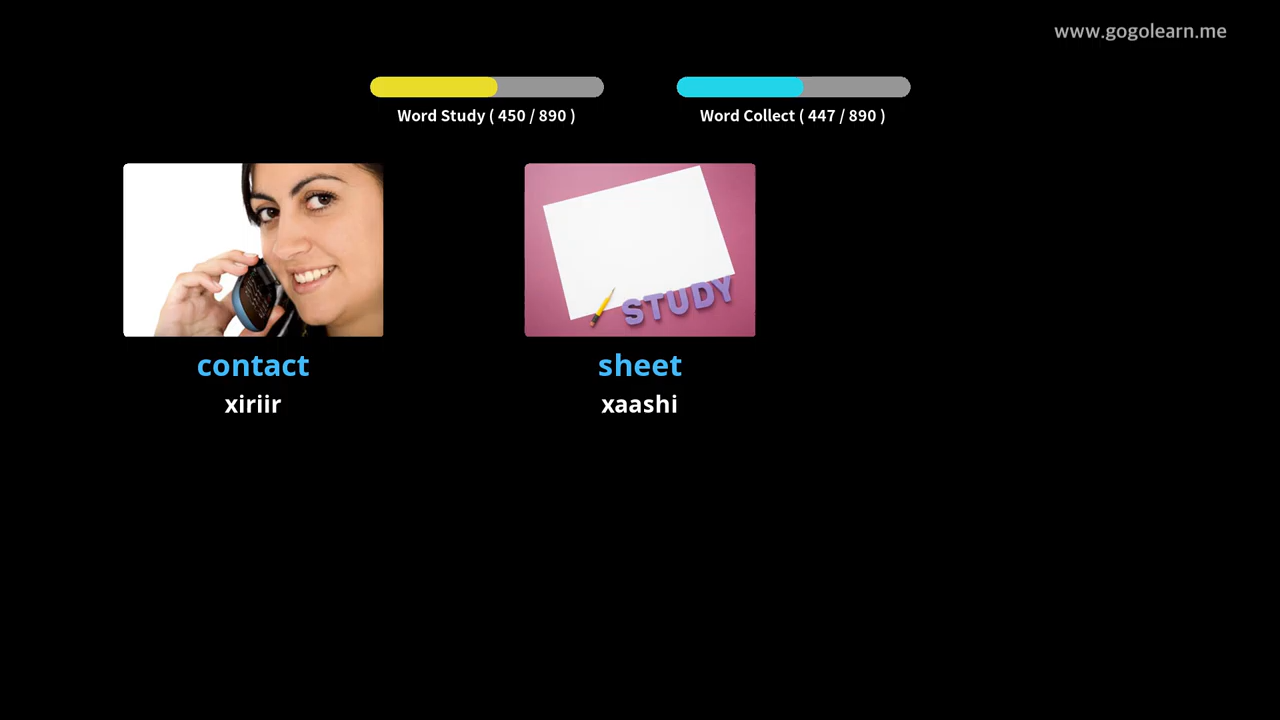 www.gogolearn.me
Word Study ( 450 / 890 )
Word Collect ( 447 / 890 )
STUDY
contact
xiriir
sheet
xaashi